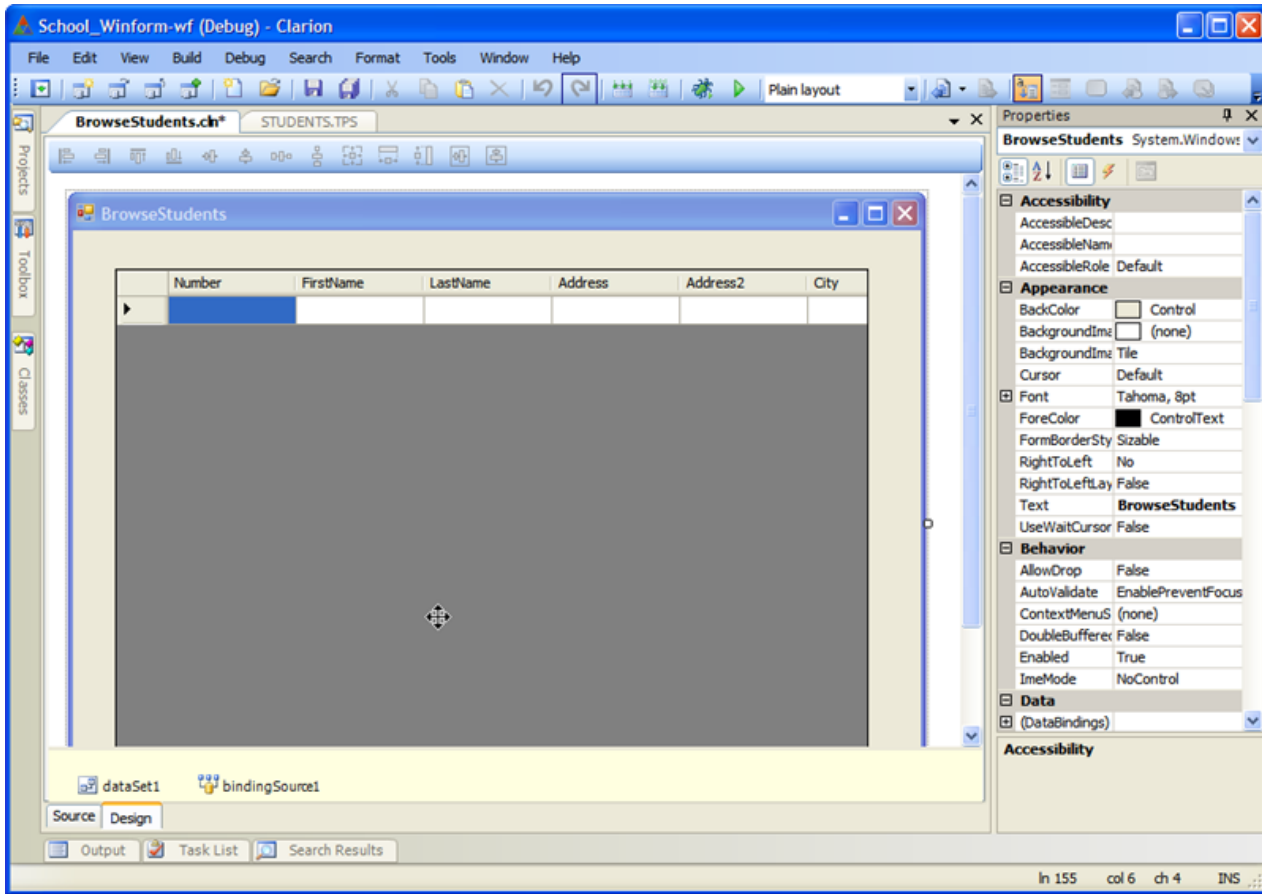 School_Winform-wf (Debug) - Clarion
File Edit View Build Debug Search Format Tools Window Help
Plain layout
BrowseStudents.cln* STUDENTS.TPS
Projects
Toolbox
Classes
BrowseStudents
Number FirstName LastName Address Address2 City
dataSet1 bindingSource1
Source Design
Output Task List Search Results
Properties
BrowseStudents System.Windows
Accessibility
AccessibleDesc
AccessibleNam
AccessibleRole Default
Appearance
BackColor Control
BackgroundIma (none)
BackgroundIma Tile
Cursor Default
Font Tahoma, 8pt
ForeColor ControlText
FormBorderSty Sizable
RightToLeft No
RightToLeftLay False
Text BrowseStudents
UseWaitCursor False
Behavior
AllowDrop False
AutoValidate EnablePreventFocus
ContextMenuS (none)
DoubleBuffered False
Enabled True
ImeMode NoControl
Data
(DataBindings)
Accessibility
ln 155 col 6 ch 4 INS